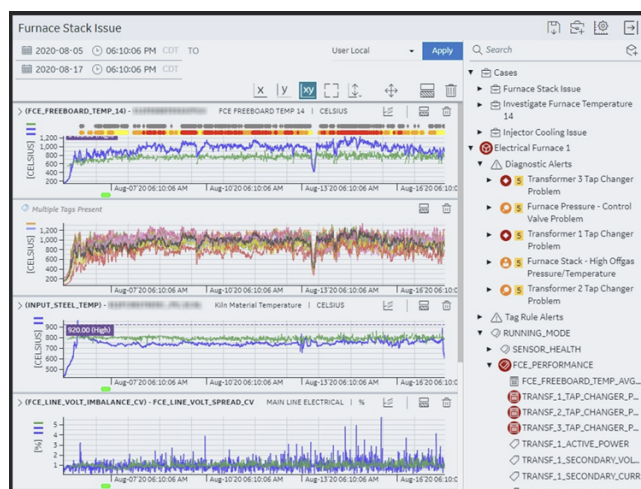 Furnace Stack Issue
2020-08-05 06:10:06 PM CDT TO
2020-08-17 06:10:06 PM CDT
User Local
Apply
x y xy
(FCE_FREEBOARD_TEMP_14) - FCE FREEBOARD TEMP 14 | CELSIUS
[CELSIUS]
1,200
1,000
800
600
400
200
Aug-07'20 06:10:06 AM Aug-10'20 06:10:06 AM Aug-13'20 06:10:06 AM Aug-16'20 06:10:0
Multiple Tags Present
[CELSIUS]
1,200
1,000
800
600
400
200
Aug-07'20 06:10:06 AM Aug-10'20 06:10:06 AM Aug-13'20 06:10:06 AM Aug-16'20 06:10:0
(INPUT_STEEL_TEMP) - Kiln Material Temperature | CELSIUS
920.00 (High)
[CELSIUS]
900
800
700
600
500
Aug-07'20 06:10:06 AM Aug-10'20 06:10:06 AM Aug-13'20 06:10:06 AM Aug-16'20 06:10:0
(FCE_LINE_VOLT_IMBALANCE_CV) - FCE_LINE_VOLT_SPREAD_CV MAIN LINE ELECTRICAL | %
[%]
5
4
3
2
1
0
Aug-07'20 06:10:06 AM Aug-10'20 06:10:06 AM Aug-13'20 06:10:06 AM Aug-16'20 06:10:0
Search
Cases
Furnace Stack Issue
Investigate Furnace Temperature
14
Injector Cooling Issue
Electrical Furnace 1
Diagnostic Alerts
5 Transformer 3 Tap Changer
Problem
5 Furnace Pressure - Control
Valve Problem
5 Transformer 1 Tap Changer
Problem
5 Furnace Stack - High Offgas
Pressure/Temperature
5 Transformer 2 Tap Changer
Problem
Tag Rule Alerts
RUNNING_MODE
SENSOR_HEALTH
FCE_PERFORMANCE
FCE_FREEBOARD_TEMP_AVG...
TRANSF_1_TAP_CHANGER_P...
TRANSF_2_TAP_CHANGER_P...
TRANSF_3_TAP_CHANGER_P...
TRANSF_1_ACTIVE_POWER
TRANSF_1_SECONDARY_VOL...
TRANSF_1_SECONDARY_CURR